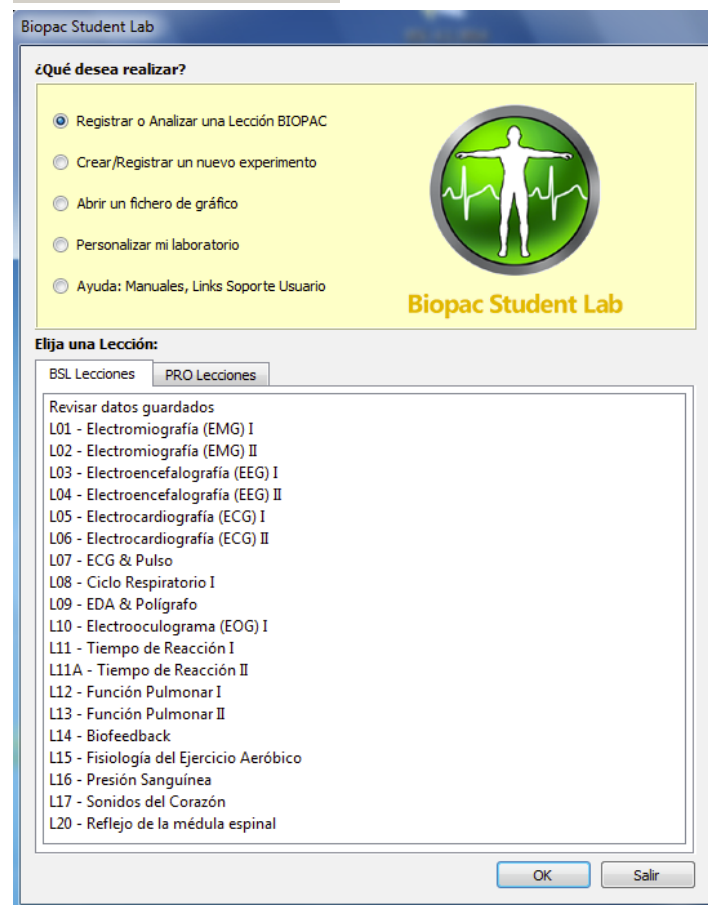 Biopac Student Lab
¿Qué desea realizar?
Registrar o Analizar una Lección BIOPAC
Crear/Registrar un nuevo experimento
Abrir un fichero de gráfico
Personalizar mi laboratorio
Ayuda: Manuales, Links Soporte Usuario
Biopac Student Lab
Elija una Lección:
BSL Lecciones PRO Lecciones
Revisar datos guardados
L01 - Electromiografía (EMG) I
L02 - Electromiografía (EMG) II
L03 - Electroencefalografía (EEG) I
L04 - Electroencefalografía (EEG) II
L05 - Electrocardiografía (ECG) I
L06 - Electrocardiografía (ECG) II
L07 - ECG & Pulso
L08 - Ciclo Respiratorio I
L09 - EDA & Polígrafo
L10 - Electrooculograma (EOG) I
L11 - Tiempo de Reacción I
L11A - Tiempo de Reacción II
L12 - Función Pulmonar I
L13 - Función Pulmonar II
L14 - Biofeedback
L15 - Fisiología del Ejercicio Aeróbico
L16 - Presión Sanguínea
L17 - Sonidos del Corazón
L20 - Reflejo de la médula espinal
OK Salir